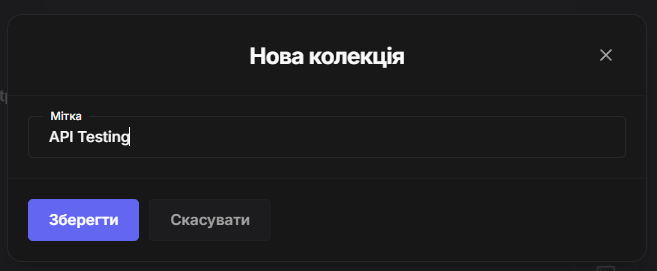 Нова колекція
Мітка
API Testing
Зберегти
Скасувати